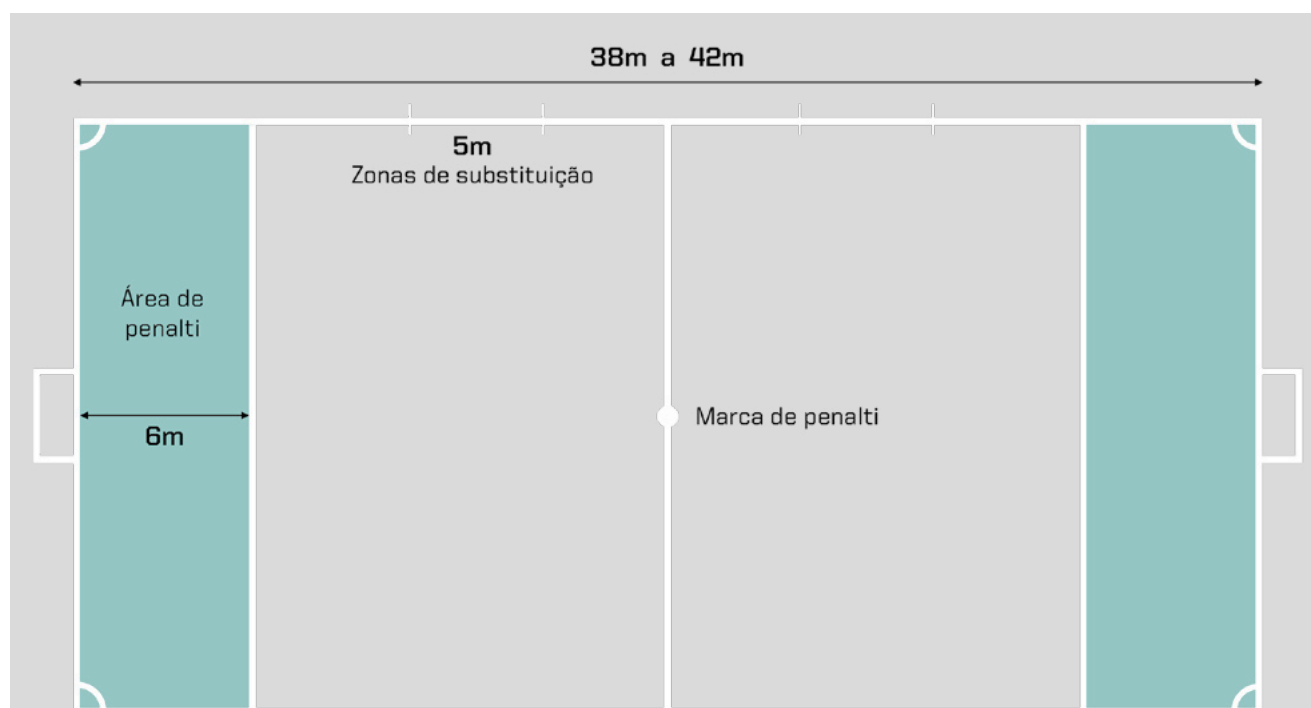 38m a 42m
5m
Zonas de substituição
Área de
penalti
6m
Marca de penalti